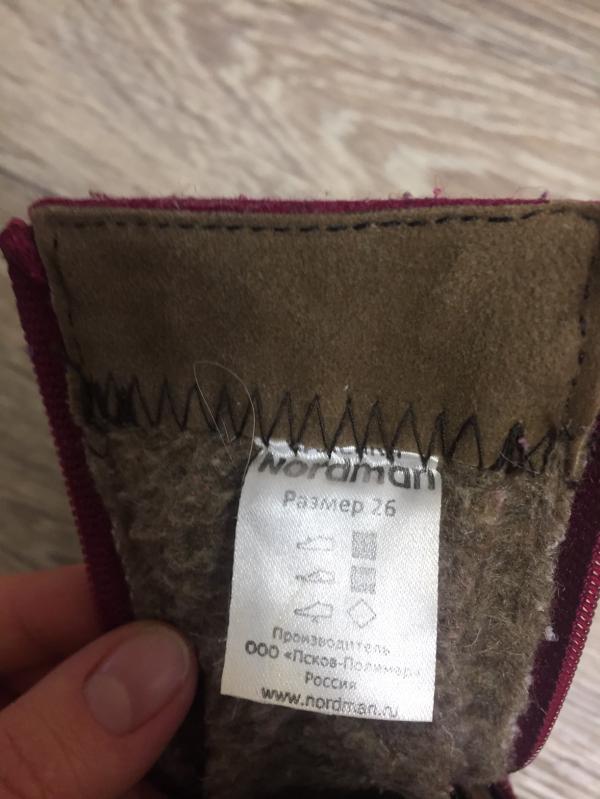 Nordman
Размер 26
Производитель
ООО «Псков-Полимер»
Россия
www.nordman.ru